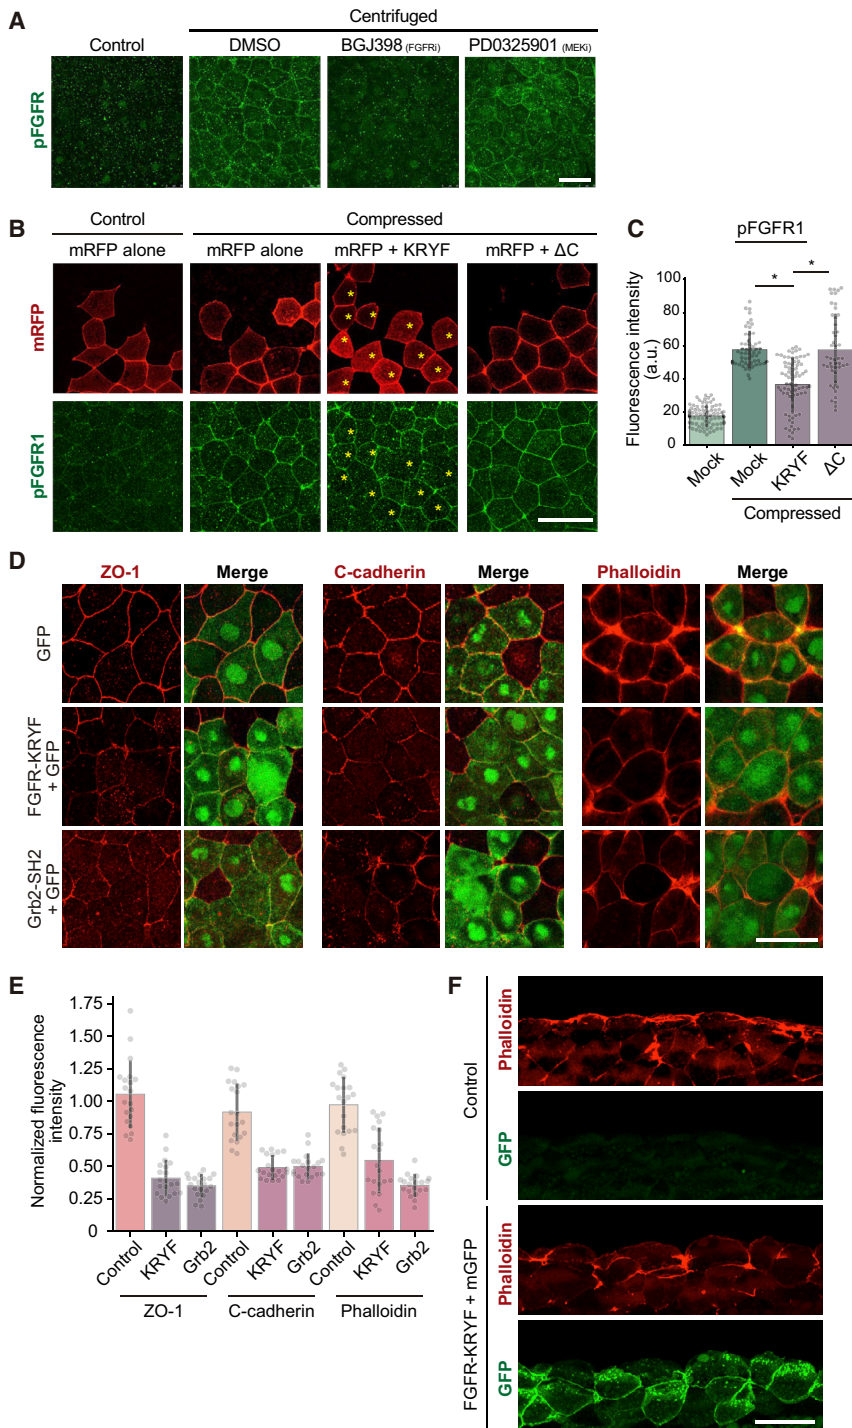 A
Centrifuged
Control
DMSO
BGJ398 (FGFRi)
PD0325901 (MEKi)
pFGFR
B
Control
Compressed
mRFP alone
mRFP alone
mRFP + KRYF
mRFP + ΔC
mRFP
* * * * * * * * * * *
pFGFR1
* * * * * * * * * * *
C
pFGFR1
* *
Fluorescence intensity
(a.u.)
100
80
60
40
20
0
Mock
Mock
KRYF
ΔC
Compressed
D
ZO-1
Merge
C-cadherin
Merge
Phalloidin
Merge
GFP
FGFR-KRYF
+ GFP
Grb2-SH2
+ GFP
E
Normalized fluorescence
intensity
1.75
1.50
1.25
1.00
0.75
0.50
0.25
0
Control
KRYF
Grb2
Control
KRYF
Grb2
Control
KRYF
Grb2
ZO-1
C-cadherin
Phalloidin
F
Control
Phalloidin
GFP
FGFR-KRYF + mGFP
Phalloidin
GFP